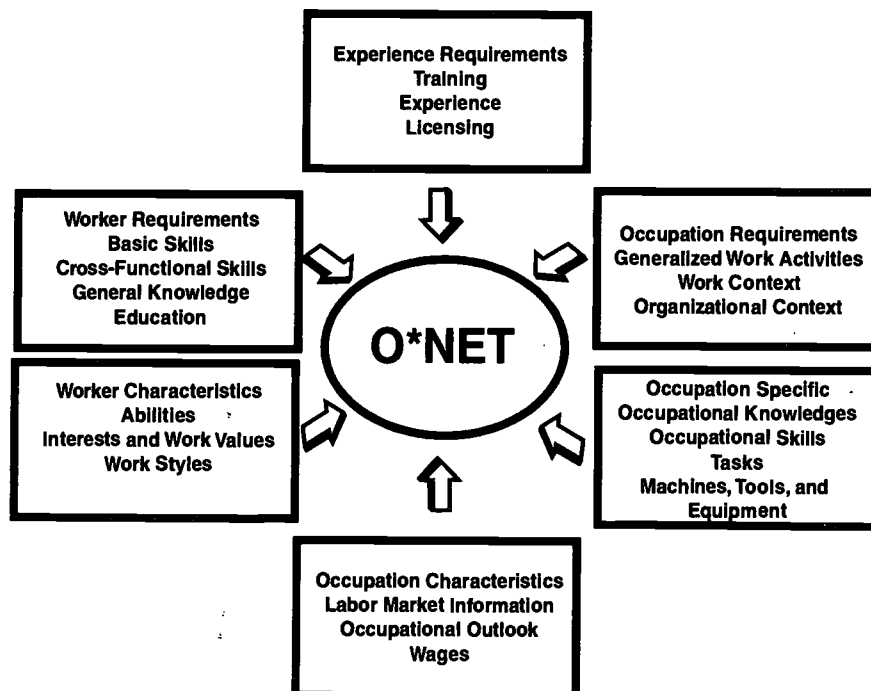 Experience Requirements
Training
Experience
Licensing
Worker Requirements
Basic Skills
Cross-Functional Skills
General Knowledge
Education
Occupation Requirements
Generalized Work Activities
Work Context
Organizational Context
O*NET
Worker Characteristics
Abilities
Interests and Work Values
Work Styles
Occupation Specific
Occupational Knowledges
Occupational Skills
Tasks
Machines, Tools, and
Equipment
Occupation Characteristics
Labor Market Information
Occupational Outlook
Wages